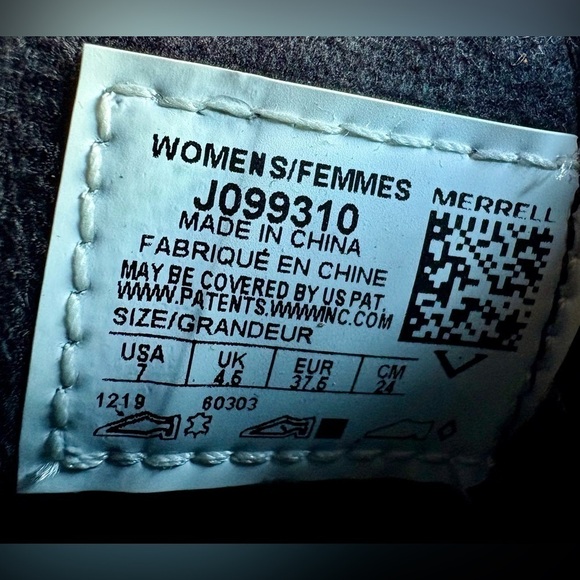 WOMENS/FEMMES
MERRELL
J099310
MADE IN CHINA
FABRIQUÉ EN CHINE
MAY BE COVERED BY US PAT.
WWW.PATENTS.WWWINC.COM
SIZE/GRANDEUR
USA UK EUR CM
7 4.5 37.5 24
1219 60303